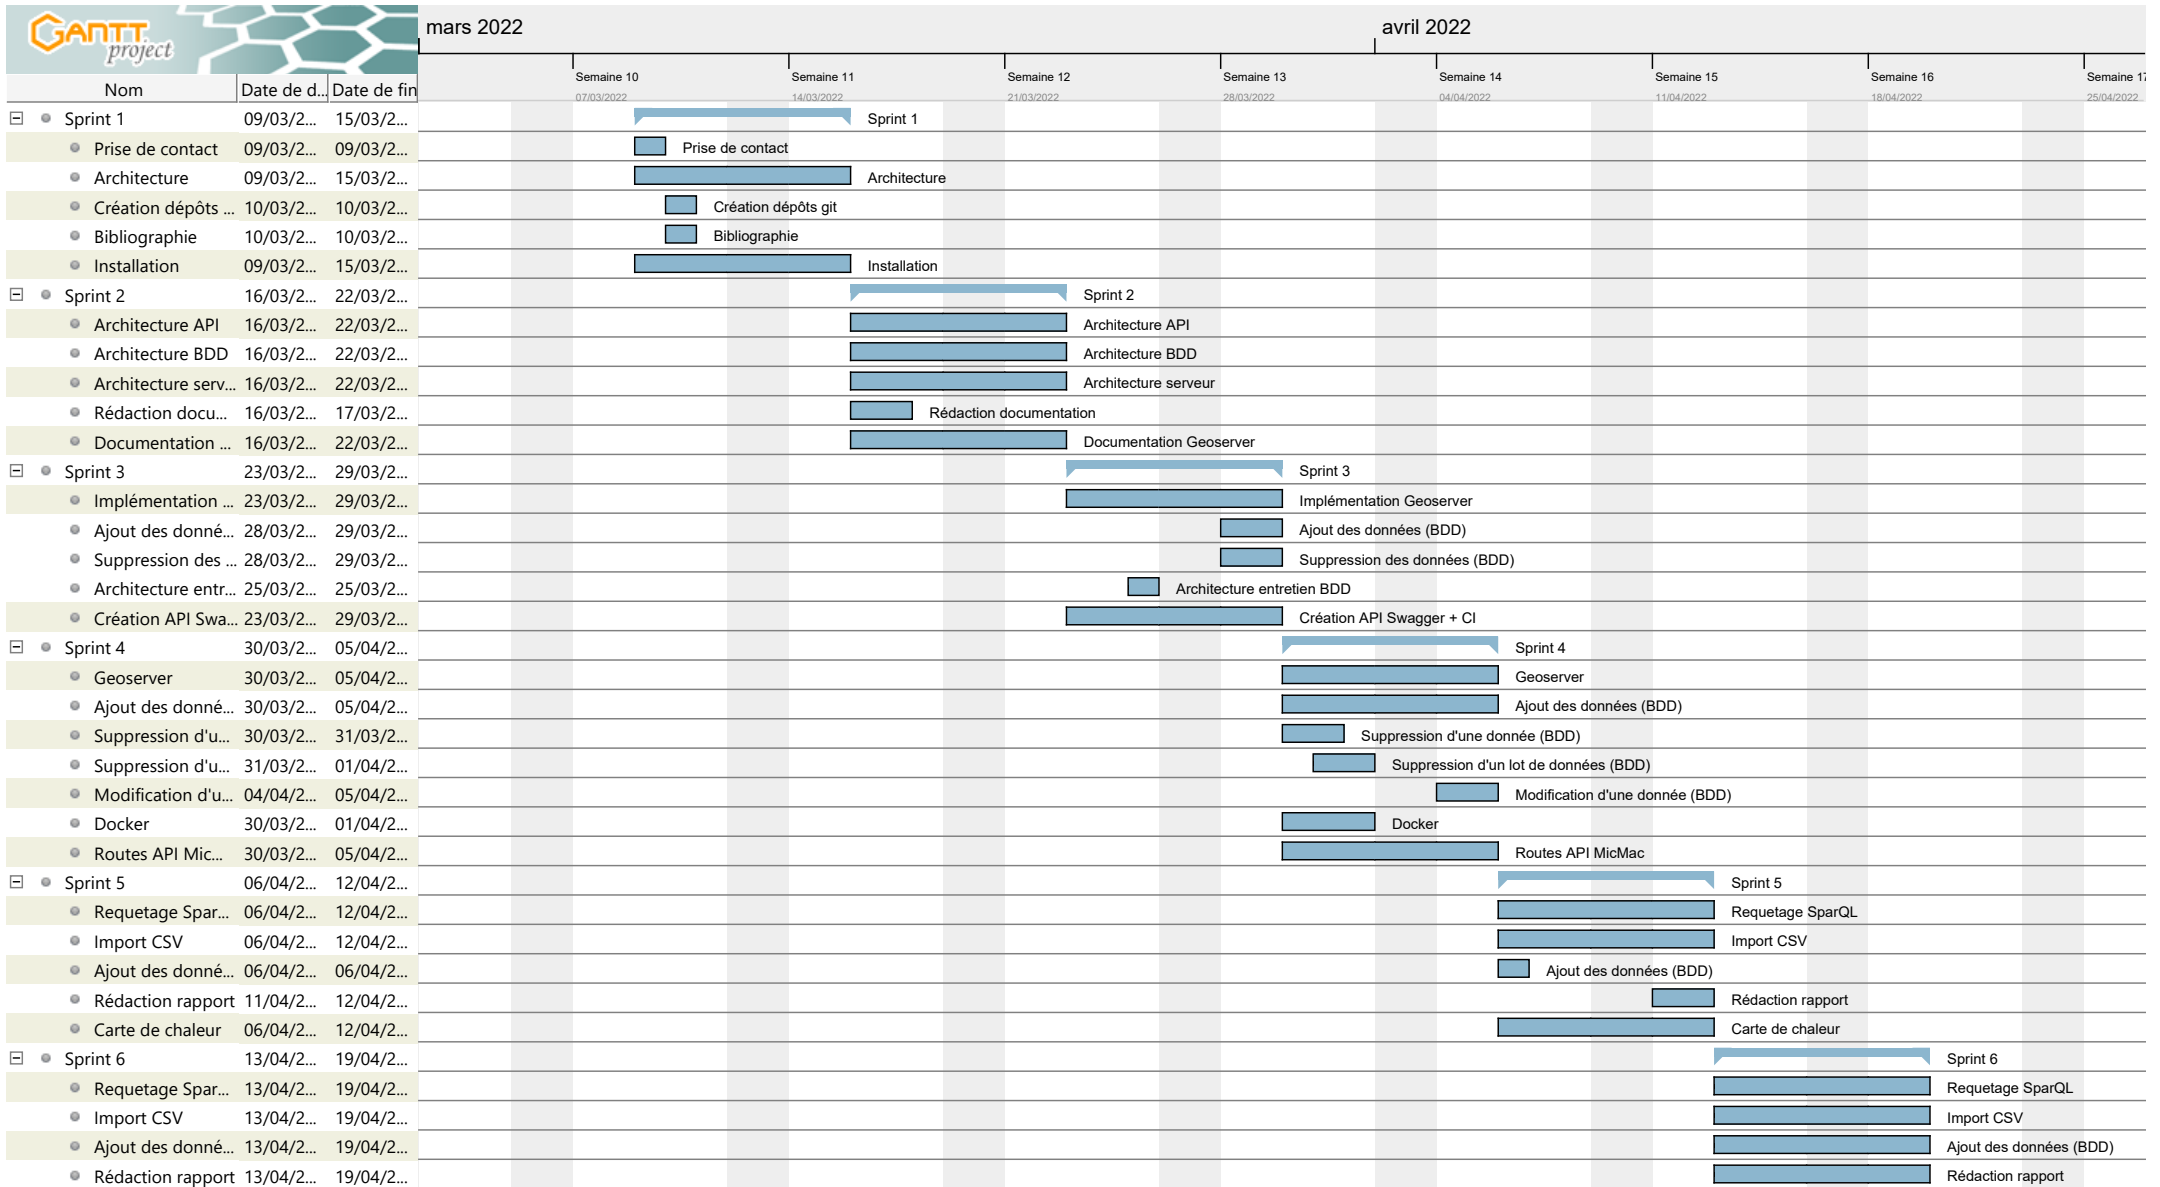 GANTT project
mars 2022
avril 2022
Semaine 10
Semaine 11
Semaine 12
Semaine 13
Semaine 14
Semaine 15
Semaine 16
Semaine 17
Nom
Date de d...
Date de fin
07/03/2022
14/03/2022
21/03/2022
28/03/2022
04/04/2022
11/04/2022
18/04/2022
25/04/2022
Sprint 1 09/03/2... 15/03/2... Sprint 1
Prise de contact 09/03/2... 09/03/2... Prise de contact
Architecture 09/03/2... 15/03/2... Architecture
Création dépôts ... 10/03/2... 10/03/2... Création dépôts git
Bibliographie 10/03/2... 10/03/2... Bibliographie
Installation 09/03/2... 15/03/2... Installation
Sprint 2 16/03/2... 22/03/2... Sprint 2
Architecture API 16/03/2... 22/03/2... Architecture API
Architecture BDD 16/03/2... 22/03/2... Architecture BDD
Architecture serv... 16/03/2... 22/03/2... Architecture serveur
Rédaction docu... 16/03/2... 17/03/2... Rédaction documentation
Documentation ... 16/03/2... 22/03/2... Documentation Geoserver
Sprint 3 23/03/2... 29/03/2... Sprint 3
Implémentation ... 23/03/2... 29/03/2... Implémentation Geoserver
Ajout des donné... 28/03/2... 29/03/2... Ajout des données (BDD)
Suppression des ... 28/03/2... 29/03/2... Suppression des données (BDD)
Architecture entr... 25/03/2... 25/03/2... Architecture entretien BDD
Création API Swa... 23/03/2... 29/03/2... Création API Swagger + CI
Sprint 4 30/03/2... 05/04/2... Sprint 4
Geoserver 30/03/2... 05/04/2... Geoserver
Ajout des donné... 30/03/2... 05/04/2... Ajout des données (BDD)
Suppression d'u... 30/03/2... 31/03/2... Suppression d'une donnée (BDD)
Suppression d'u... 31/03/2... 01/04/2... Suppression d'un lot de données (BDD)
Modification d'u... 04/04/2... 05/04/2... Modification d'une donnée (BDD)
Docker 30/03/2... 01/04/2... Docker
Routes API Mic... 30/03/2... 05/04/2... Routes API MicMac
Sprint 5 06/04/2... 12/04/2... Sprint 5
Requetage Spar... 06/04/2... 12/04/2... Requetage SparQL
Import CSV 06/04/2... 12/04/2... Import CSV
Ajout des donné... 06/04/2... 06/04/2... Ajout des données (BDD)
Rédaction rapport 11/04/2... 12/04/2... Rédaction rapport
Carte de chaleur 06/04/2... 12/04/2... Carte de chaleur
Sprint 6 13/04/2... 19/04/2... Sprint 6
Requetage Spar... 13/04/2... 19/04/2... Requetage SparQL
Import CSV 13/04/2... 19/04/2... Import CSV
Ajout des donné... 13/04/2... 19/04/2... Ajout des données (BDD)
Rédaction rapport 13/04/2... 19/04/2... Rédaction rapport